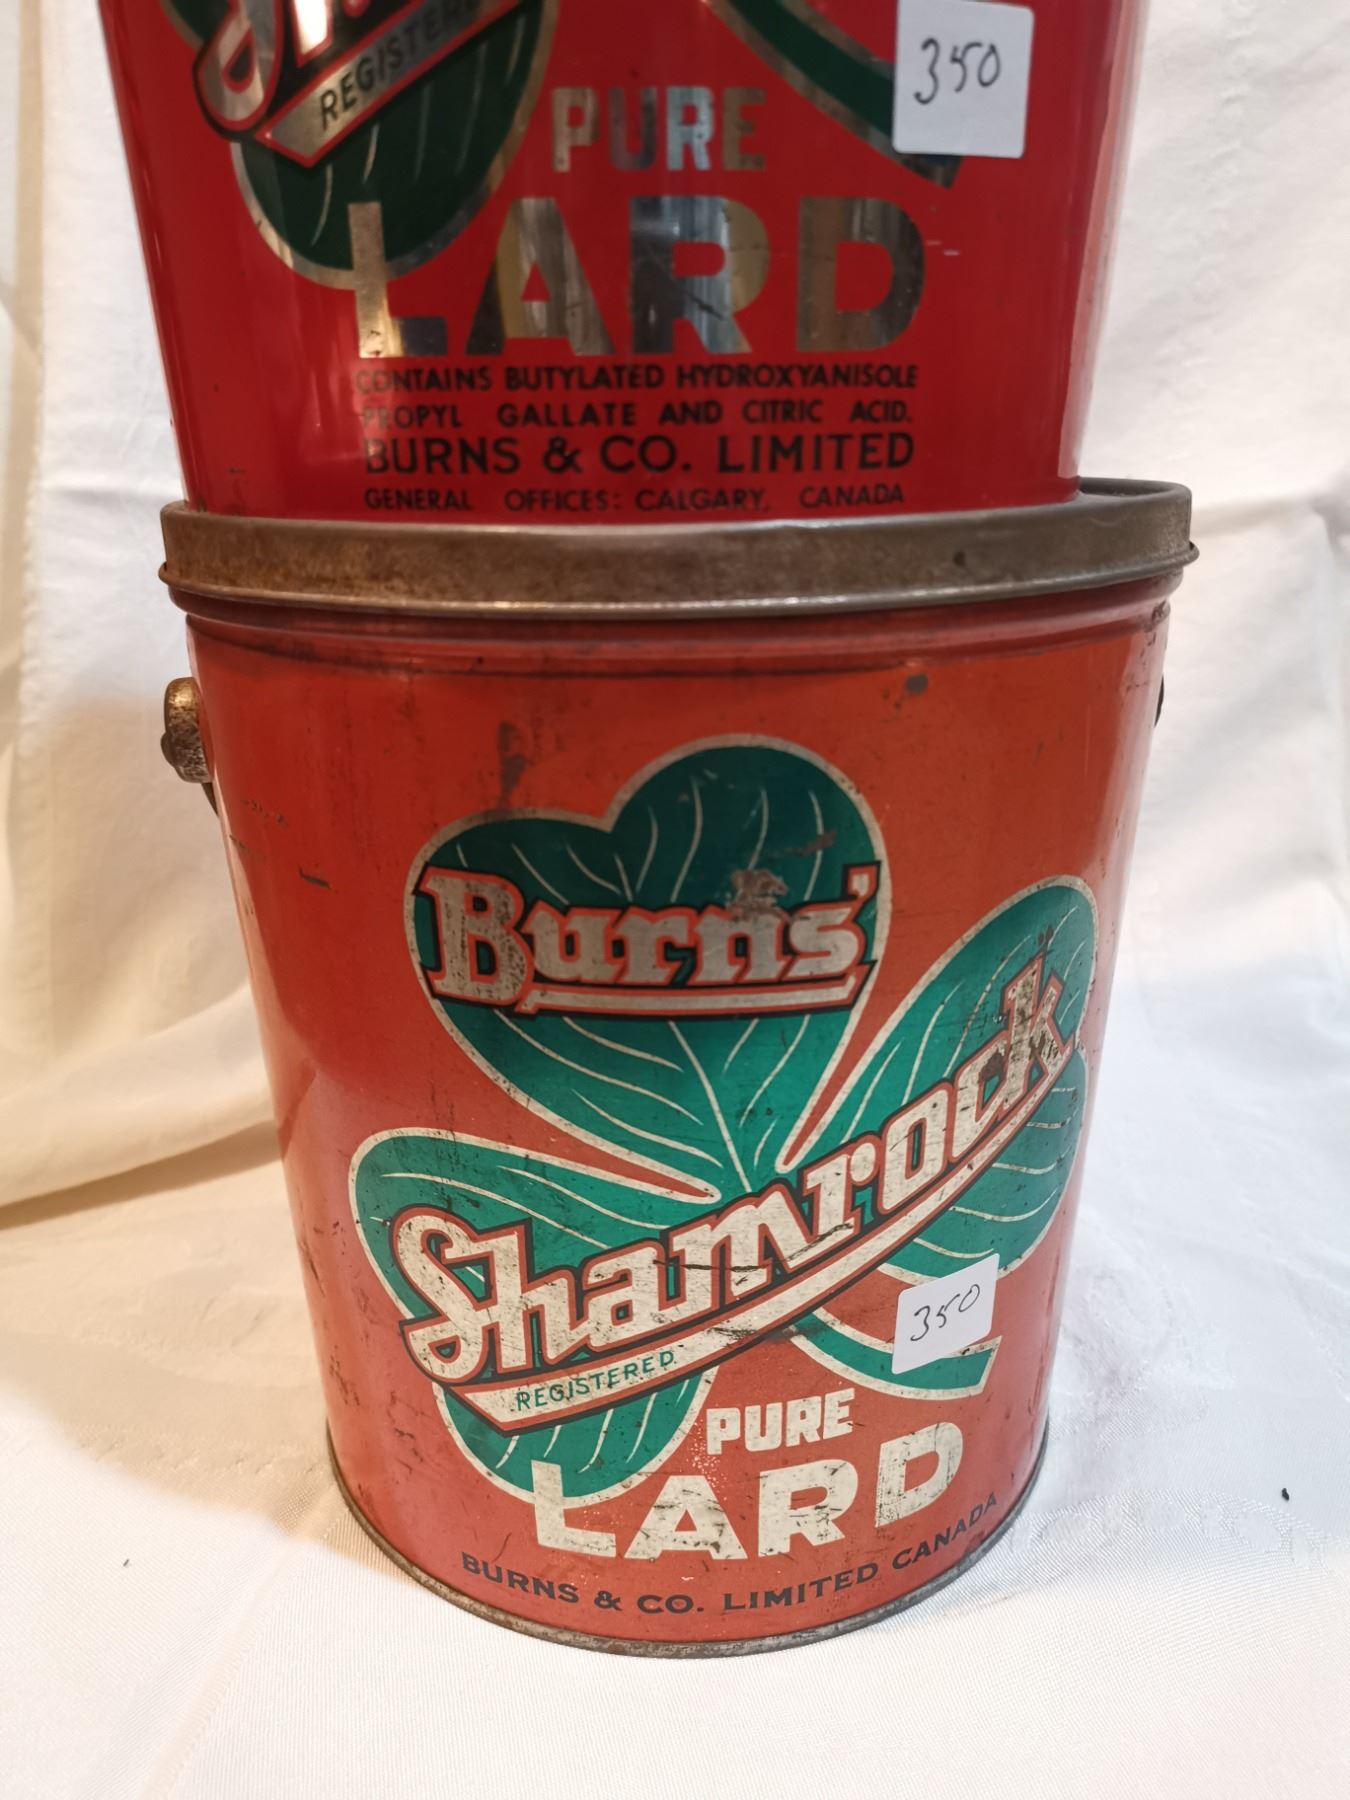 350
REGISTERED
PURE
LARD
CONTAINS BUTYLATED HYDROXYANISOLE
PROPYL GALLATE AND CITRIC ACID.
BURNS & CO. LIMITED
GENERAL OFFICES: CALGARY, CANADA
Burns'
Shamrock
REGISTERED
350
PURE
LARD
BURNS & CO. LIMITED CANADA